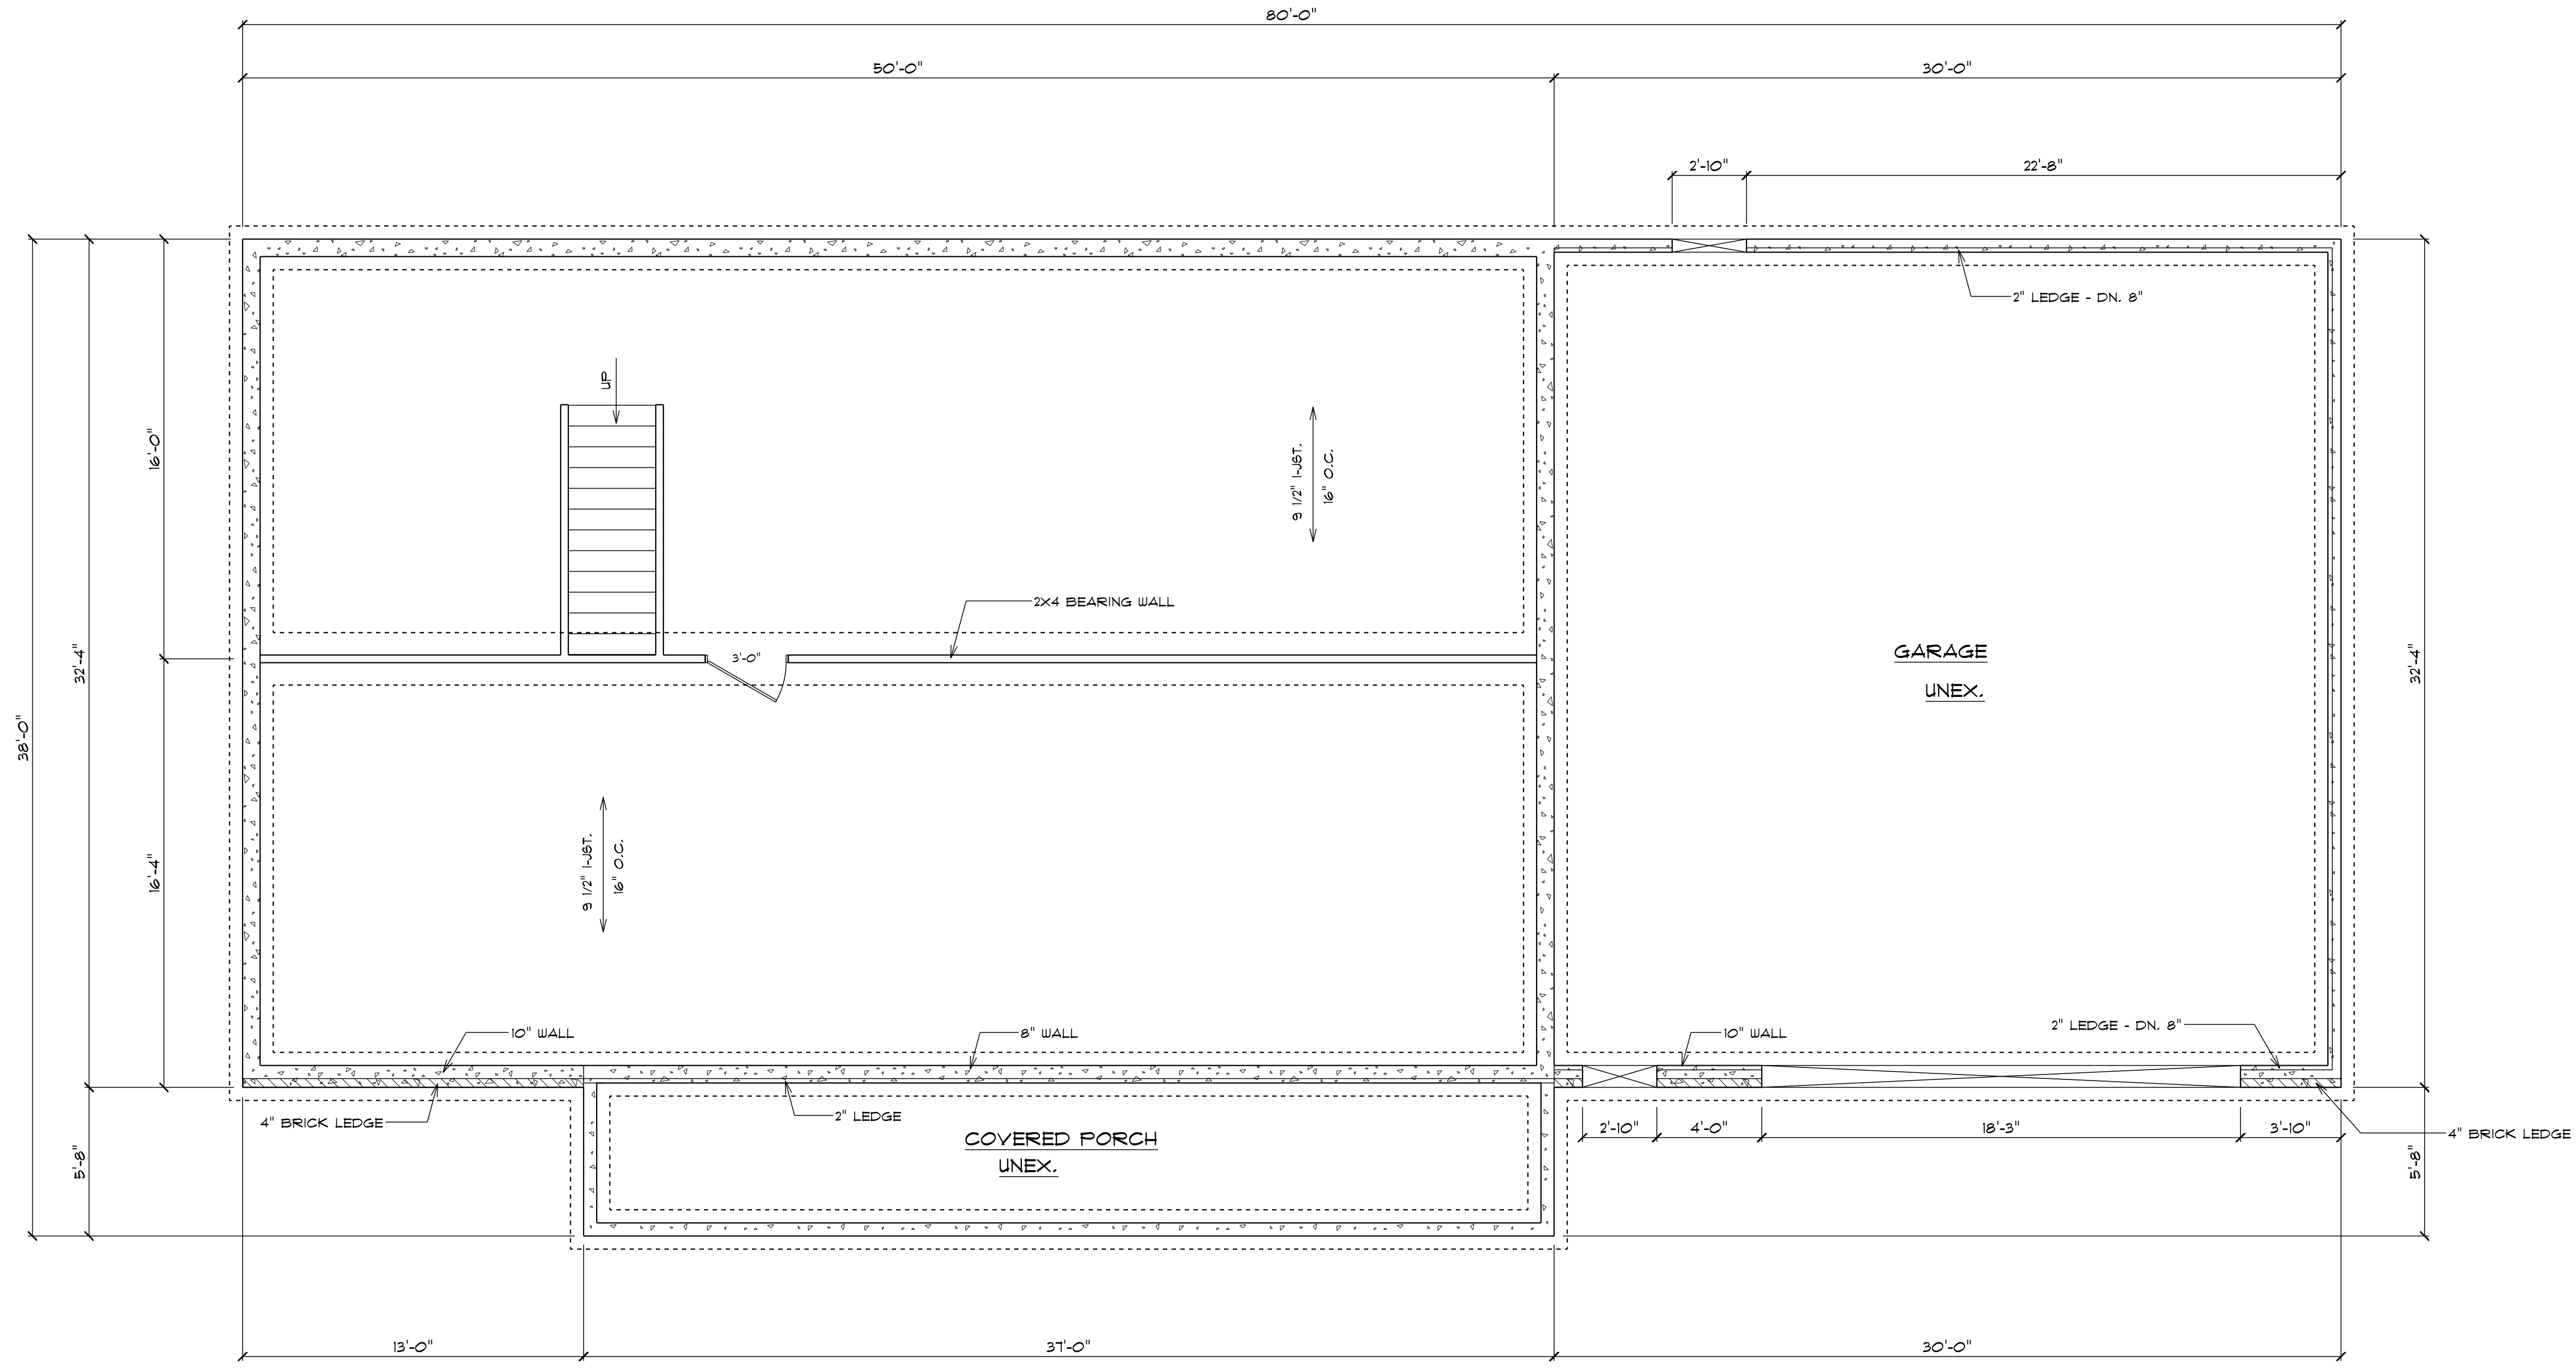 80'-0"
50'-0"
30'-0"
2'-10"
22'-8"
2" LEDGE - DN. 8"
UP
16'-0"
9 1/2" I-JST.
16" O.C.
2X4 BEARING WALL
3'-0"
GARAGE
UNEX.
32'-4"
32'-4"
38'-0"
16'-4"
9 1/2" I-JST.
16" O.C.
10" WALL
8" WALL
10" WALL
2" LEDGE - DN. 8"
4" BRICK LEDGE
2" LEDGE
COVERED PORCH
UNEX.
2'-10"
4'-0"
18'-3"
3'-10"
4" BRICK LEDGE
5'-8"
5'-8"
13'-0"
37'-0"
30'-0"